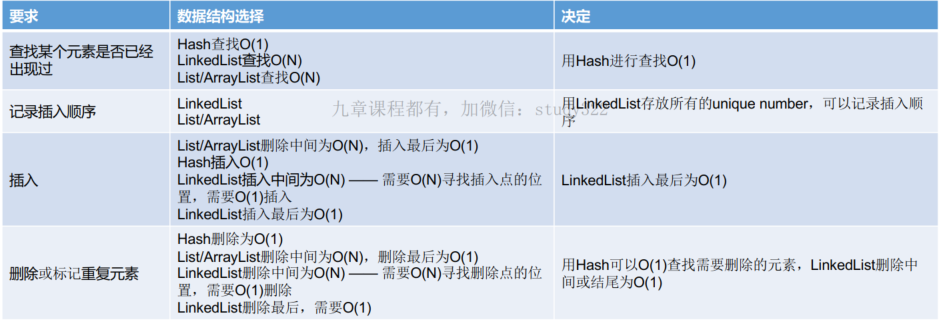 要求 数据结构选择 决定
查找某个元素是否已经
出现过
Hash查找O(1)
LinkedList查找O(N)
List/ArrayList查找O(N)
用Hash进行查找O(1)
记录插入顺序
LinkedList
List/ArrayList
用LinkedList存放所有的unique number，可以记录插入顺
序
九章课程都有，加微信：study322
插入
List/ArrayList删除中间为O(N)，插入最后为O(1)
Hash插入O(1)
LinkedList插入中间为O(N) —— 需要O(N)寻找插入点的位
置，需要O(1)插入
LinkedList插入最后为O(1)
LinkedList插入最后为O(1)
删除或标记重复元素
Hash删除为O(1)
List/ArrayList删除中间为O(N)，删除最后为O(1)
LinkedList删除中间为O(N) —— 需要O(N)寻找删除点的位
置，需要O(1)删除
LinkedList删除最后，需要O(1)
用Hash可以O(1)查找需要删除的元素，LinkedList删除中
间或结尾为O(1)